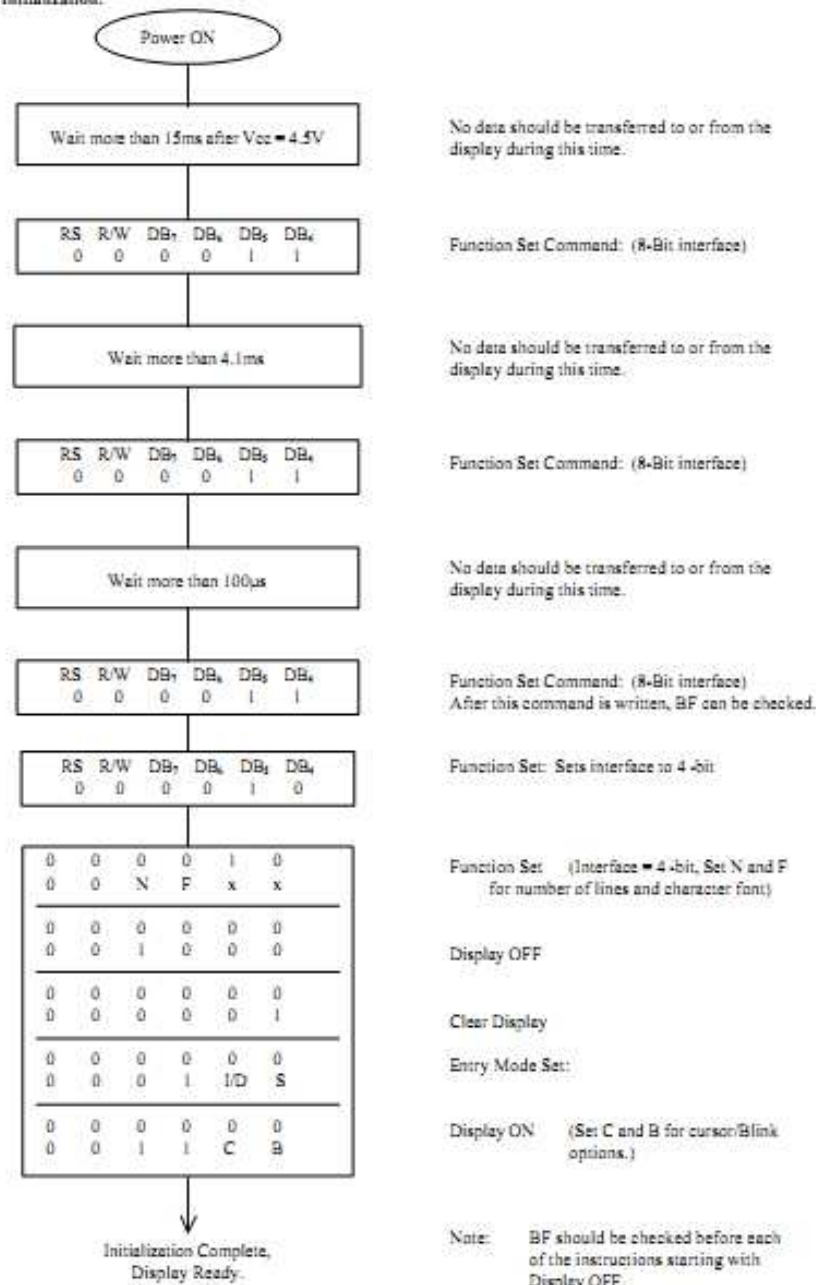 Power ON
Wait more than 15ms after Vcc = 4.5V
No data should be transferred to or from the
display during this time.
RS R/W DB₇ DB₆ DB₅ DB₄
0 0 0 0 1 1
Function Set Command: (8-Bit interface)
Wait more than 4.1ms
No data should be transferred to or from the
display during this time.
RS R/W DB₇ DB₆ DB₅ DB₄
0 0 0 0 1 1
Function Set Command: (8-Bit interface)
Wait more than 100µs
No data should be transferred to or from the
display during this time.
RS R/W DB₇ DB₆ DB₅ DB₄
0 0 0 0 1 1
Function Set Command: (8-Bit interface)
After this command is written, BF can be checked.
RS R/W DB₇ DB₆ DB₅ DB₄
0 0 0 0 1 0
Function Set: Sets interface to 4 -bit
0 0 0 0 1 0
0 0 N F x x
Function Set (Interface = 4 -bit, Set N and F
for number of lines and character font)
0 0 0 0 0 0
0 0 1 0 0 0
Display OFF
0 0 0 0 0 0
0 0 0 0 0 1
Clear Display
0 0 0 0 0 0
0 0 0 1 I/D S
Entry Mode Set:
0 0 0 0 0 0
0 0 1 1 C B
Display ON (Set C and B for cursor/Blink
options.)
Initialization Complete,
Display Ready.
Note: BF should be checked before each
of the instructions starting with
Display OFF